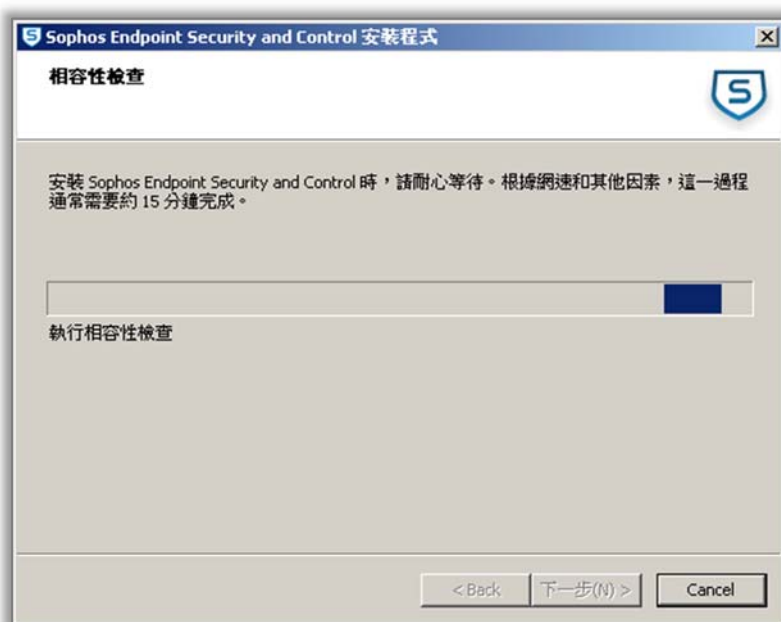 Sophos Endpoint Security and Control 安裝程式
相容性檢查
安裝 Sophos Endpoint Security and Control 時，請耐心等待。根據網速和其他因素，這一過程
通常需要約 15 分鐘完成。
執行相容性檢查
< Back 下一步(N) > Cancel